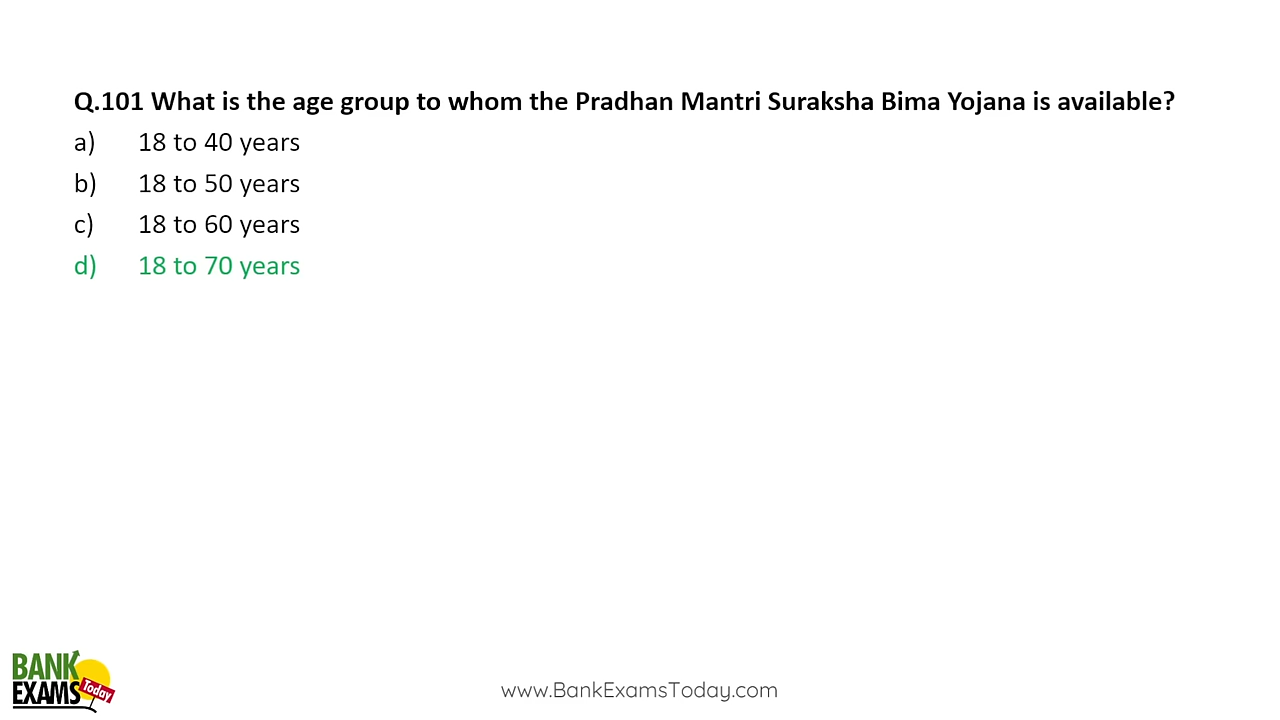 Q.101 What is the age group to whom the Pradhan Mantri Suraksha Bima Yojana is available?
a) 18 to 40 years
b) 18 to 50 years
c) 18 to 60 years
d) 18 to 70 years
BANK
EXAMS Today
www.BankExamsToday.com